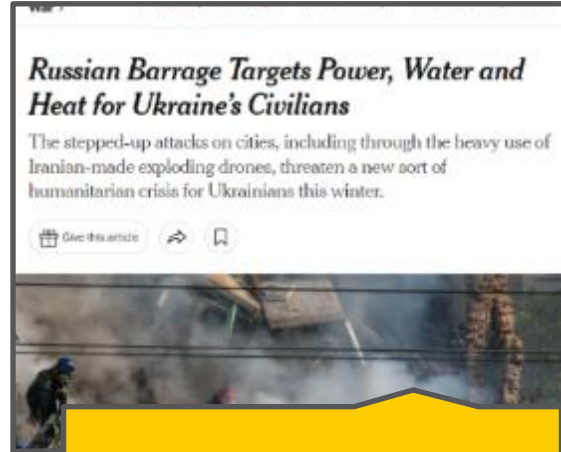 Russian Barrage Targets Power, Water and
Heat for Ukraine's Civilians
The stepped-up attacks on cities, including through the heavy use of
Iranian-made exploding drones, threaten a new sort of
humanitarian crisis for Ukrainians this winter.
Give this article